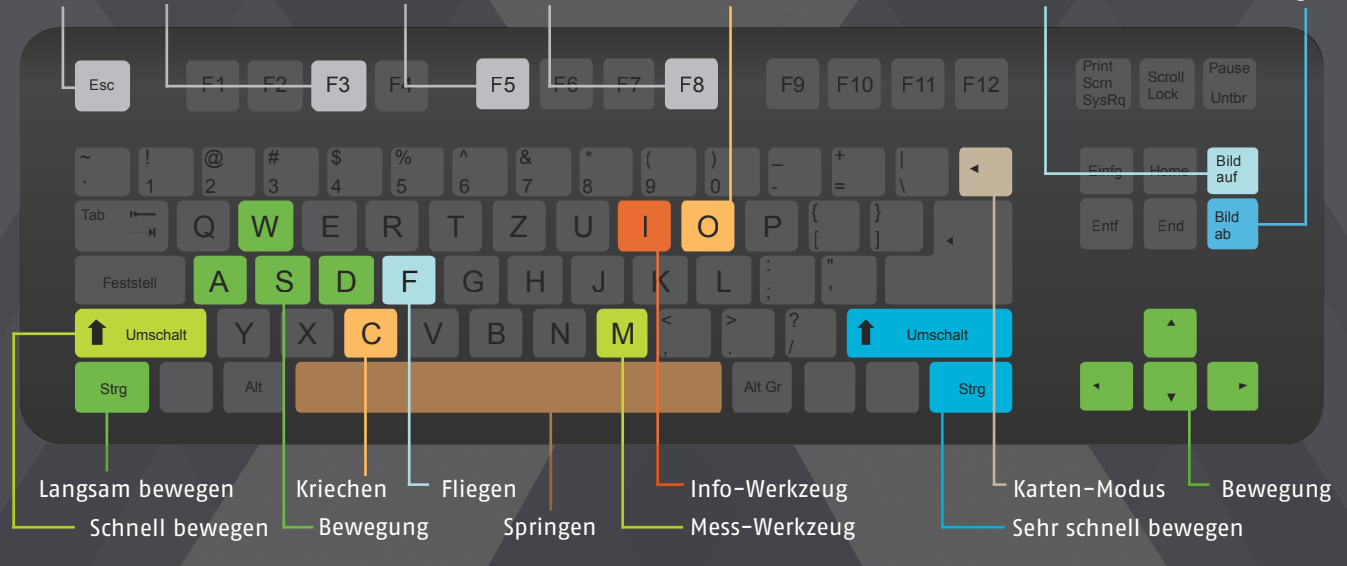 Esc F1 F2 F3 F4 F5 F6 F7 F8 F9 F10 F11 F12
Print
Scrn
SysRq
Scroll
Lock
Pause
Untbr
~ ! @ # $ % ^ & * ( ) _ + |
` 1 2 3 4 5 6 7 8 9 0 - = \
Einfg Home Bild
auf
Tab Q W E R T Z U I O P { }
[ ]
Entf End Bild
ab
Feststell A S D F G H J K L : "
; '
Umschalt Y X C V B N M < > ? Umschalt
, . /
Strg Alt Alt Gr Strg
Langsam bewegen Kriechen Fliegen Info-Werkzeug Karten-Modus Bewegung
Schnell bewegen Bewegung Springen Mess-Werkzeug Sehr schnell bewegen